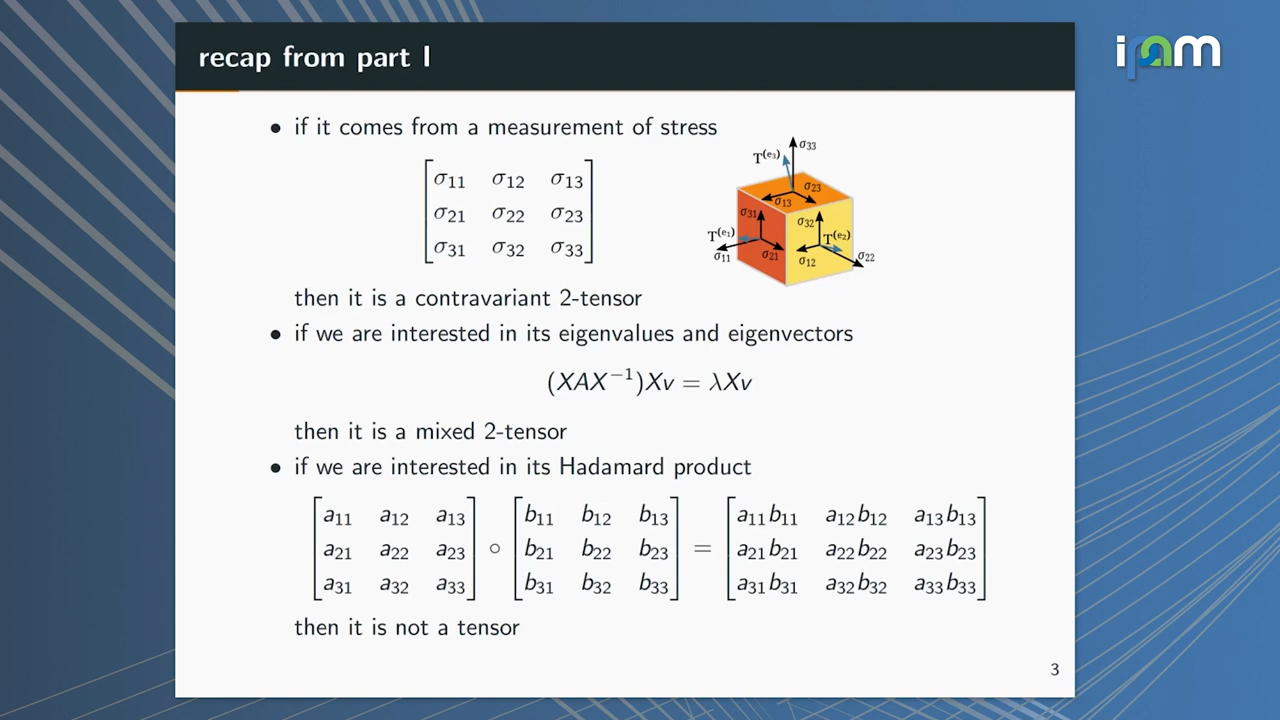 ipam
recap from part I
• if it comes from a measurement of stress
[σ11 σ12 σ13
σ21 σ22 σ23
σ31 σ32 σ33]
σ33
T(e3)
σ23
σ13
σ31
σ32
T(e1)
T(e2)
σ11
σ21
σ12
σ22
then it is a contravariant 2-tensor
• if we are interested in its eigenvalues and eigenvectors
(XAX⁻¹)Xv = λXv
then it is a mixed 2-tensor
• if we are interested in its Hadamard product
[a11 a12 a13] [b11 b12 b13] [a11b11 a12b12 a13b13]
[a21 a22 a23] ∘ [b21 b22 b23] = [a21b21 a22b22 a23b23]
[a31 a32 a33] [b31 b32 b33] [a31b31 a32b32 a33b33]
then it is not a tensor
3